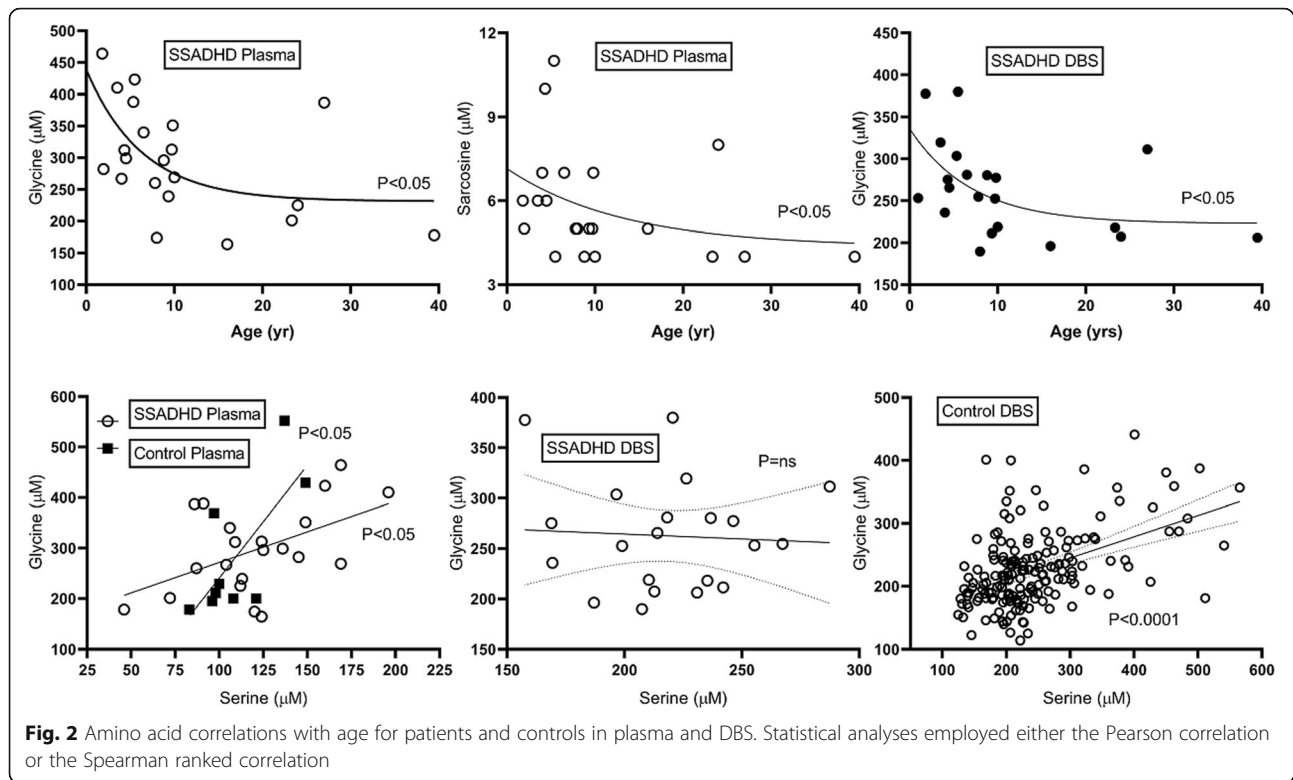 SSADHD Plasma
500
450
400
350
300
250
200
150
100
Glycine (µM)
P<0.05
0 10 20 30 40
Age (yr)
SSADHD Plasma
12
9
6
3
Sarcosine (µM)
P<0.05
0 10 20 30 40
Age (yr)
SSADHD DBS
450
400
350
300
250
200
150
100
Glycine (µM)
P<0.05
0 10 20 30 40
Age (yrs)
SSADHD Plasma
Control Plasma
600
500
400
300
200
100
Glycine (µM)
P<0.05
P<0.05
25 50 75 100 125 150 175 200 225
Serine (µM)
SSADHD DBS
400
350
300
250
200
150
Glycine (µM)
P=ns
150 200 250 300
Serine (µM)
Control DBS
500
400
300
200
100
Glycine (µM)
P<0.0001
100 200 300 400 500 600
Serine (µM)
Fig. 2 Amino acid correlations with age for patients and controls in plasma and DBS. Statistical analyses employed either the Pearson correlation
or the Spearman ranked correlation